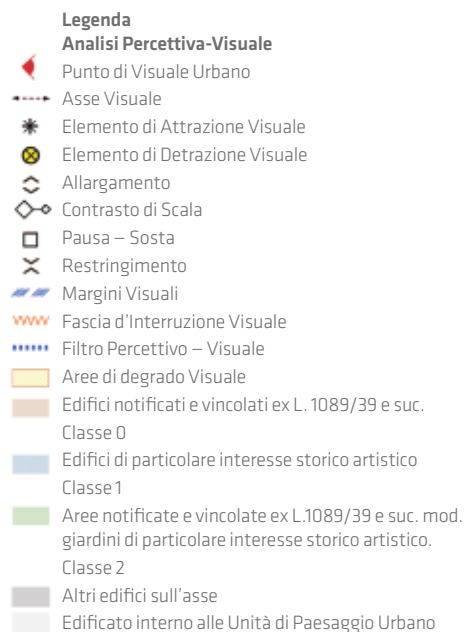 Legenda
Analisi Percettiva-Visuale
Punto di Visuale Urbano
Asse Visuale
Elemento di Attrazione Visuale
Elemento di Detrazione Visuale
Allargamento
Contrasto di Scala
Pausa – Sosta
Restringimento
Margini Visuali
Fascia d'Interruzione Visuale
Filtro Percettivo – Visuale
Aree di degrado Visuale
Edifici notificati e vincolati ex L. 1089/39 e suc.
Classe 0
Edifici di particolare interesse storico artistico
Classe 1
Aree notificate e vincolate ex L.1089/39 e suc. mod.
giardini di particolare interesse storico artistico.
Classe 2
Altri edifici sull'asse
Edificato interno alle Unità di Paesaggio Urbano